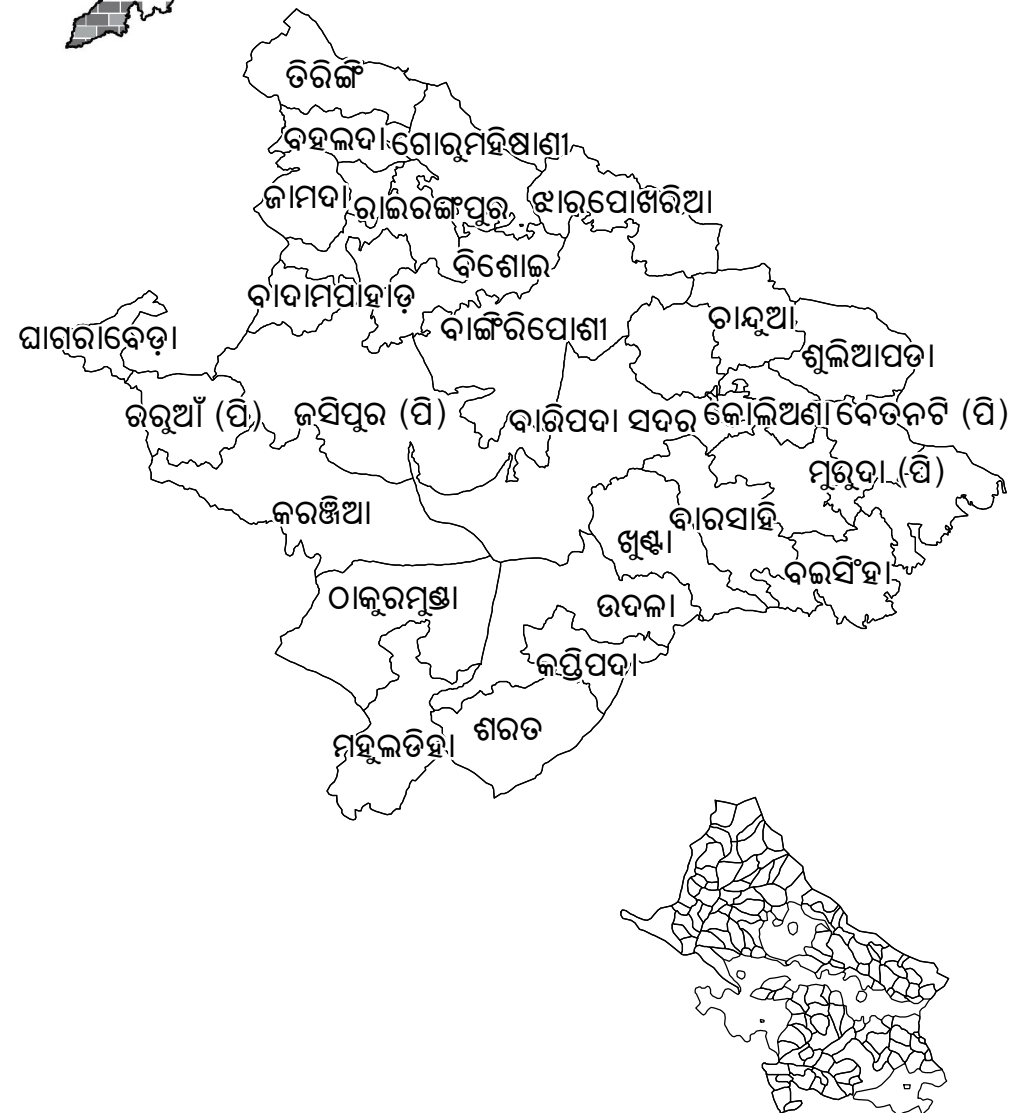 ତିରିଙ୍ଗି
ବହଲଦା
ଗୋରୁମହିଷାଣୀ
ଜାମଦା
ରାଇରଙ୍ଗପୁର
ଝାରପୋଖରିଆ
ବିଶୋଇ
ବାଦାମପାହାଡ଼
ବାଙ୍ଗିରିପୋଶୀ
ଚାନ୍ଦୁଆ
ଘାଗରାବେଡ଼ା
ଶୁଲିଆପଡା
ରରୁଆଁ (ପି)
ଜସିପୁର (ପି)
ବାରିପଦା ସଦର
କୋଲିଅଣା
ବେତନଟି (ପି)
ମୁରୁଦା (ପି)
କରଞ୍ଜିଆ
ବାରସାହି
ଖୁଣ୍ଟା
ବଇସିଂହା
ଠାକୁରମୁଣ୍ଡା
ଉଦଳା
କପ୍ତିପଦା
ଶରତ
ମହୁଲଡିହା